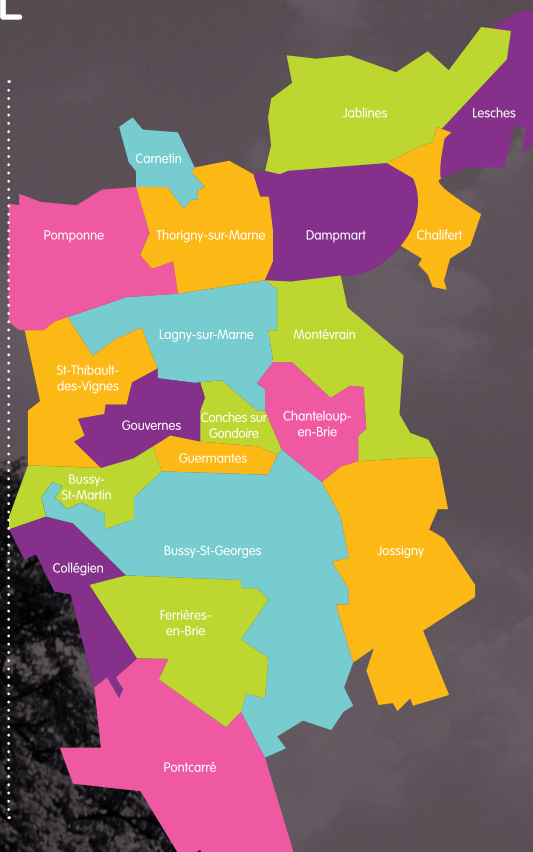 Jablines
Lesches
Carnetin
Pomponne
Thorigny-sur-Marne
Dampmart
Chalifert
Lagny-sur-Marne
Montévrain
St-Thibault-
des-Vignes
Gouvernes
Conches sur
Gondoire
Chanteloup-
en-Brie
Guermantes
Bussy-
St-Martin
Bussy-St-Georges
Jossigny
Collégien
Ferrières-
en-Brie
Pontcarré